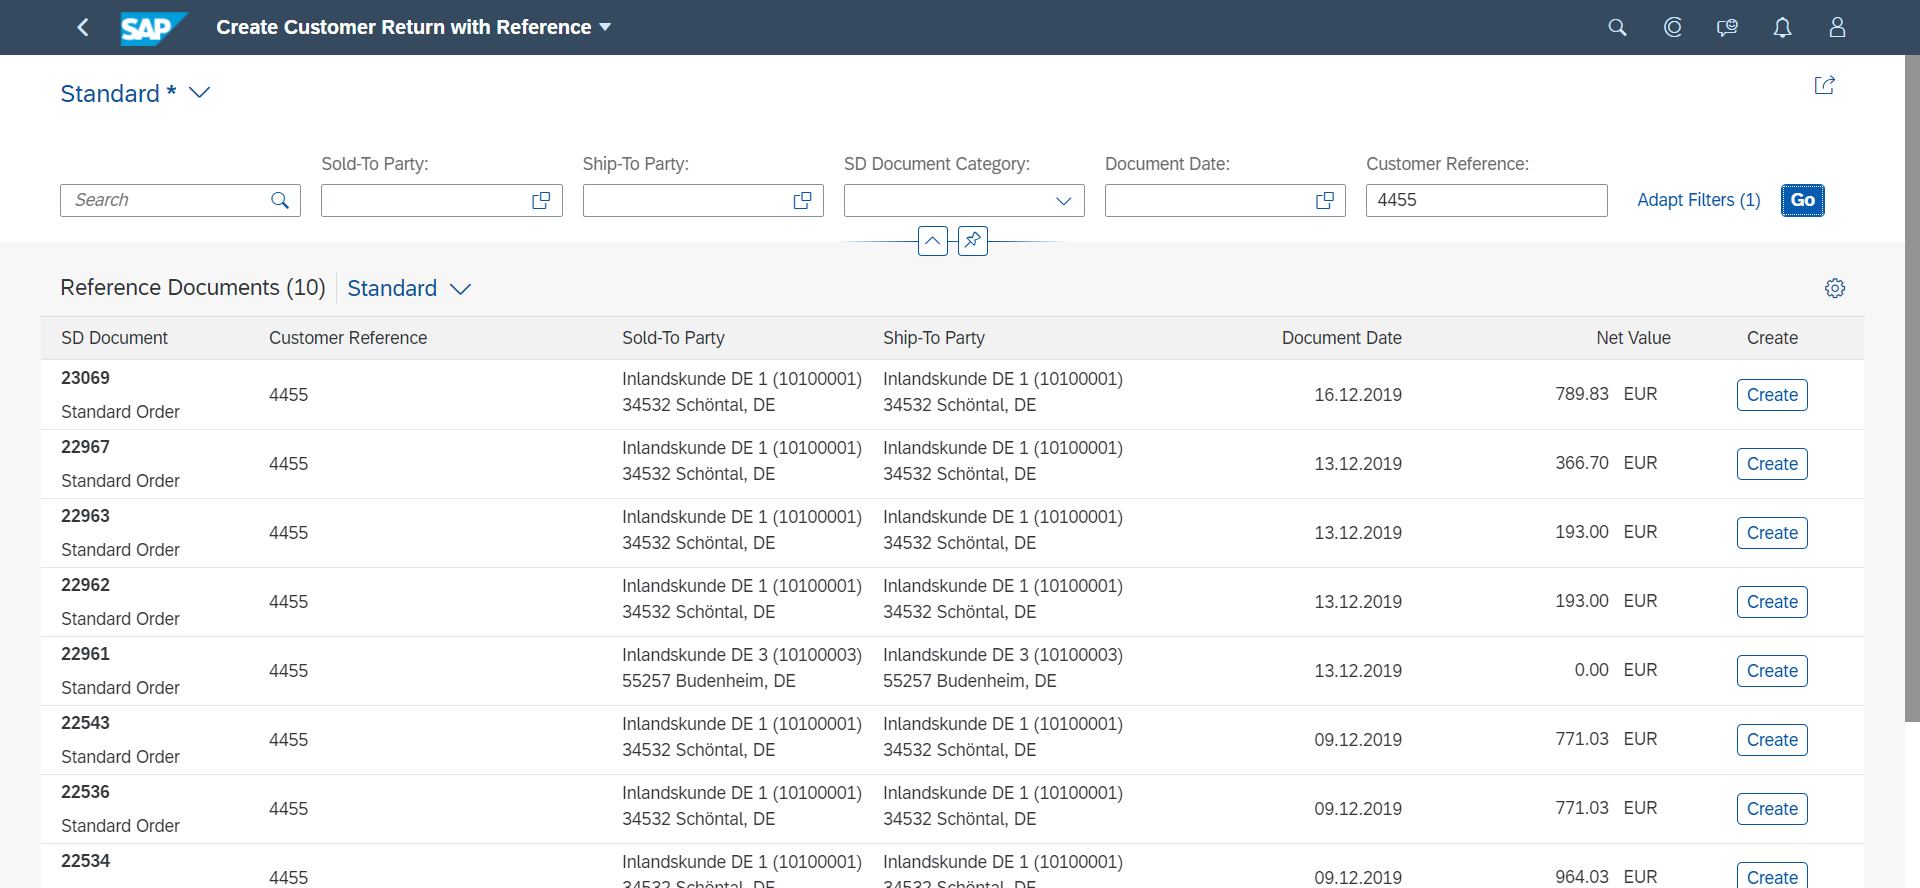 SAP Create Customer Return with Reference
Standard *
Sold-To Party: Ship-To Party: SD Document Category: Document Date: Customer Reference:
Search 4455 Adapt Filters (1) Go
Reference Documents (10) Standard
SD Document Customer Reference Sold-To Party Ship-To Party Document Date Net Value Create
23069 Inlandskunde DE 1 (10100001) Inlandskunde DE 1 (10100001)
4455 16.12.2019 789.83 EUR Create
Standard Order 34532 Schöntal, DE 34532 Schöntal, DE
22967 Inlandskunde DE 1 (10100001) Inlandskunde DE 1 (10100001)
4455 13.12.2019 366.70 EUR Create
Standard Order 34532 Schöntal, DE 34532 Schöntal, DE
22963 Inlandskunde DE 1 (10100001) Inlandskunde DE 1 (10100001)
4455 13.12.2019 193.00 EUR Create
Standard Order 34532 Schöntal, DE 34532 Schöntal, DE
22962 Inlandskunde DE 1 (10100001) Inlandskunde DE 1 (10100001)
4455 13.12.2019 193.00 EUR Create
Standard Order 34532 Schöntal, DE 34532 Schöntal, DE
22961 Inlandskunde DE 3 (10100003) Inlandskunde DE 3 (10100003)
4455 13.12.2019 0.00 EUR Create
Standard Order 55257 Budenheim, DE 55257 Budenheim, DE
22543 Inlandskunde DE 1 (10100001) Inlandskunde DE 1 (10100001)
4455 09.12.2019 771.03 EUR Create
Standard Order 34532 Schöntal, DE 34532 Schöntal, DE
22536 Inlandskunde DE 1 (10100001) Inlandskunde DE 1 (10100001)
4455 09.12.2019 771.03 EUR Create
Standard Order 34532 Schöntal, DE 34532 Schöntal, DE
22534 Inlandskunde DE 1 (10100001) Inlandskunde DE 1 (10100001)
4455 09.12.2019 964.03 EUR Create
34532 Schöntal, DE 34532 Schöntal, DE